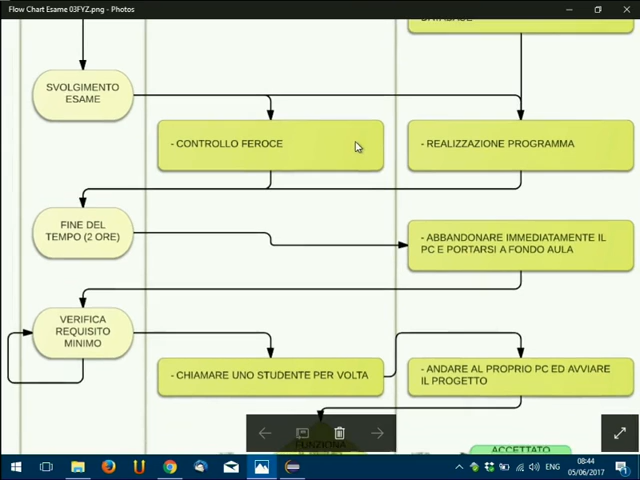 Flow Chart Esame 03FYZ.png - Photos
DATABASE
SVOLGIMENTO
ESAME
- CONTROLLO FEROCE
- REALIZZAZIONE PROGRAMMA
FINE DEL
TEMPO (2 ORE)
- ABBANDONARE IMMEDIATAMENTE IL
PC E PORTARSI A FONDO AULA
VERIFICA
REQUISITO
MINIMO
- CHIAMARE UNO STUDENTE PER VOLTA
- ANDARE AL PROPRIO PC ED AVVIARE
IL PROGETTO
FUNZIONA
ACCETTATO
08:44
05/06/2017